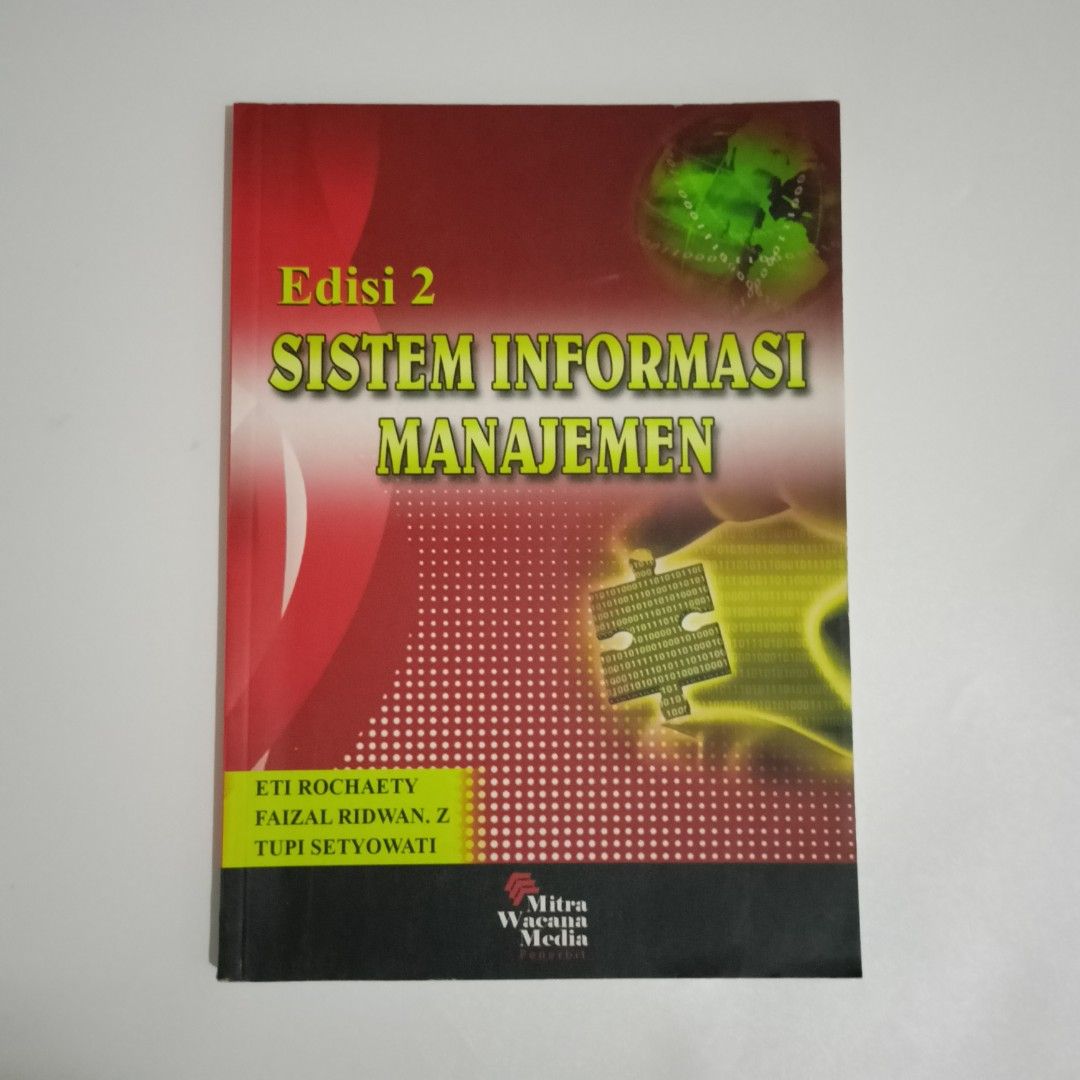 Edisi 2
SISTEM INFORMASI
MANAJEMEN
ETI ROCHAETY
FAIZAL RIDWAN. Z
TUPI SETYOWATI
Mitra
Wacana
Media
Penerbit